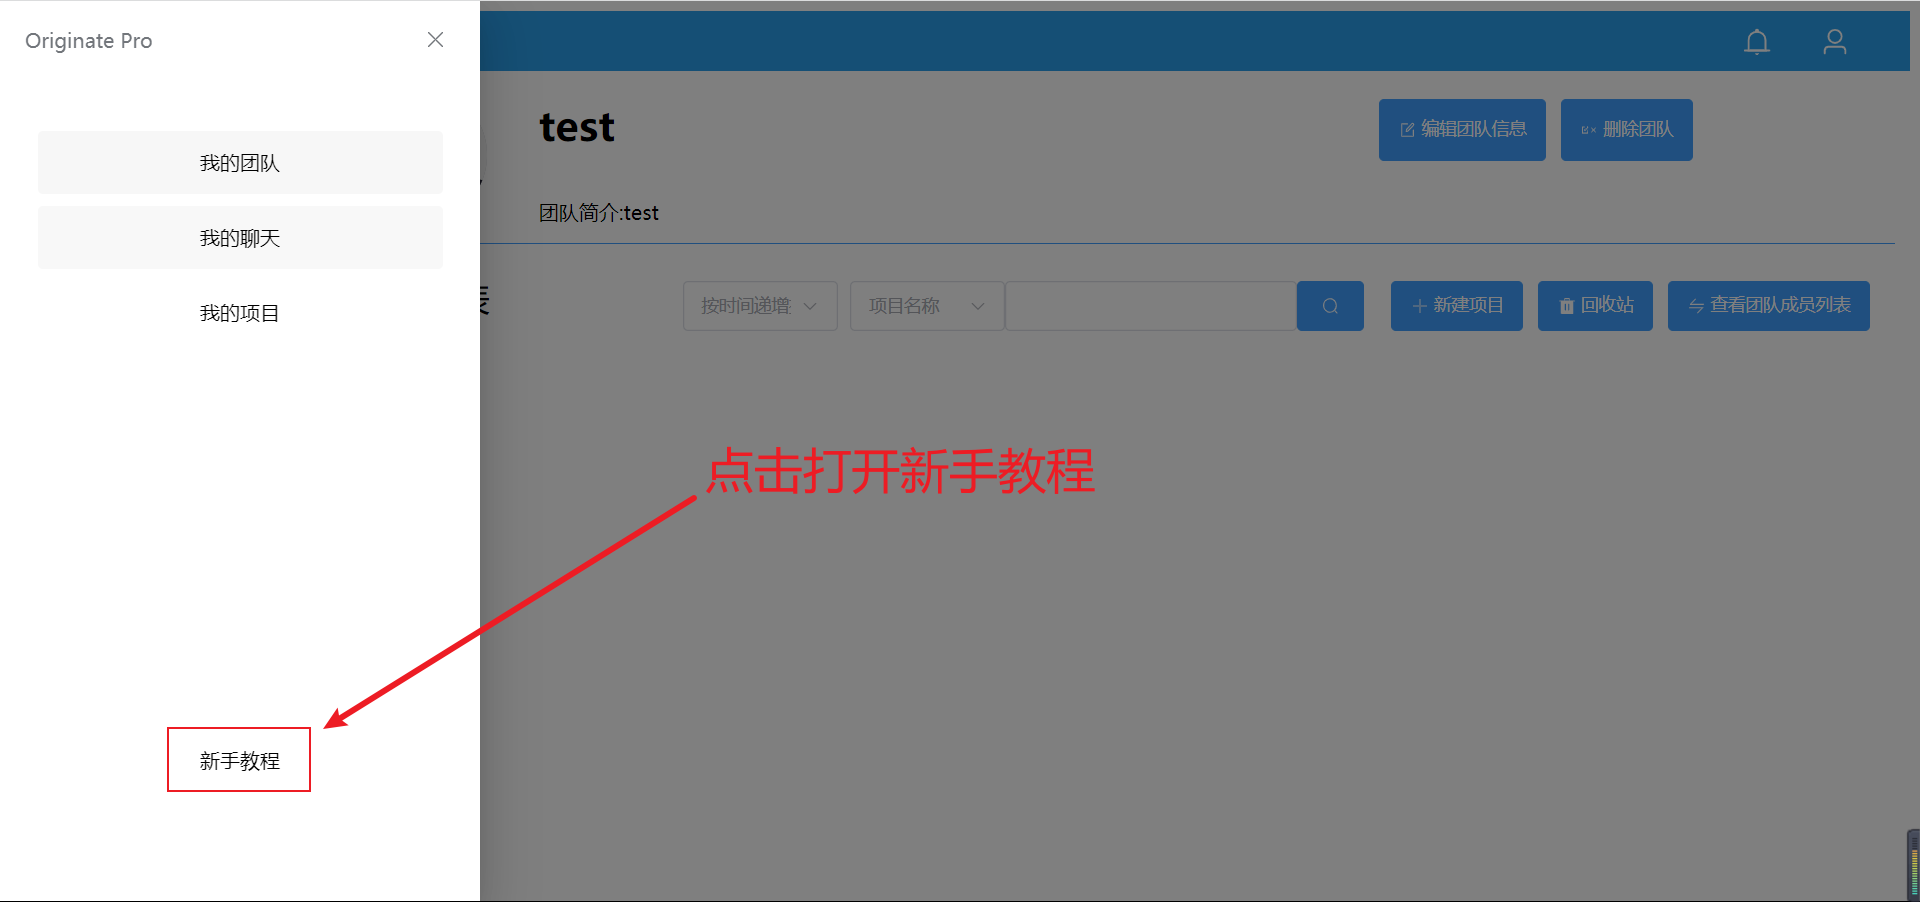 Originate Pro
我的团队
我的聊天
我的项目
新手教程
test
编辑团队信息
删除团队
团队简介:test
表
按时间递增
项目名称
新建项目
回收站
查看团队成员列表
点击打开新手教程